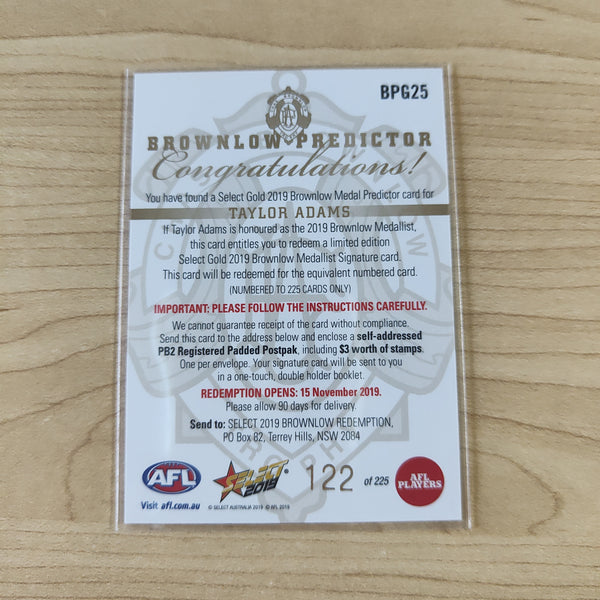 BPG25
BROWNLOW PREDICTOR
Congratulations!
You have found a Select Gold 2019 Brownlow Medal Predictor card for
TAYLOR ADAMS
If Taylor Adams is honoured as the 2019 Brownlow Medallist,
this card entitles you to redeem a limited edition
Select Gold 2019 Brownlow Medallist Signature card.
This card will be redeemed for the equivalent numbered card.
(NUMBERED TO 225 CARDS ONLY)
IMPORTANT: PLEASE FOLLOW THE INSTRUCTIONS CAREFULLY.
We cannot guarantee receipt of the card without compliance.
Send this card to the address below and enclose a self-addressed
PB2 Registered Padded Postpak, including $3 worth of stamps.
One per envelope. Your signature card will be sent to you
in a one-touch, double holder booklet.
REDEMPTION OPENS: 15 November 2019.
Please allow 90 days for delivery.
Send to: SELECT 2019 BROWNLOW REDEMPTION,
PO Box 82, Terrey Hills, NSW 2084
AFL
SELECT
2019
122 of 225
AFL
PLAYERS
Visit afl.com.au
© SELECT AUSTRALIA 2019 © AFL 2019